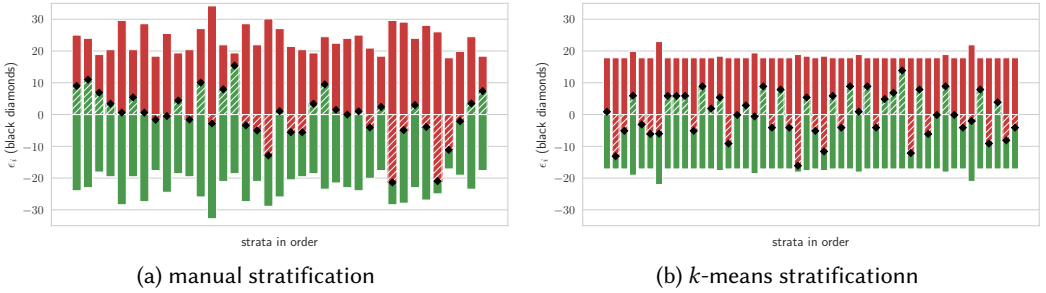 30
20
10
0
−10
−20
−30
ϵi (black diamonds)
strata in order
(a) manual stratification
30
20
10
0
−10
−20
−30
ϵi (black diamonds)
strata in order
(b) k-means stratificationn